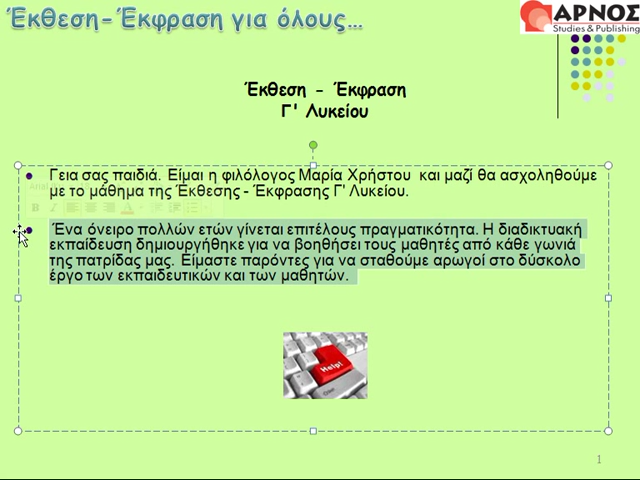 Έκθεση-Έκφραση για όλους...
ΑΡΝΟΣ
Studies & Publishing
Έκθεση - Έκφραση
Γ' Λυκείου
Γεια σας παιδιά. Είμαι η φιλόλογος Μαρία Χρήστου και μαζί θα ασχοληθούμε
με το μάθημα της Έκθεσης - Έκφρασης Γ' Λυκείου.
Ένα όνειρο πολλών ετών γίνεται επιτέλους πραγματικότητα. Η διαδικτυακή
εκπαίδευση δημιουργήθηκε για να βοηθήσει τους μαθητές από κάθε γωνιά
της πατρίδας μας. Είμαστε παρόντες για να σταθούμε αρωγοί στο δύσκολο
έργο των εκπαιδευτικών και των μαθητών.
Help!
1